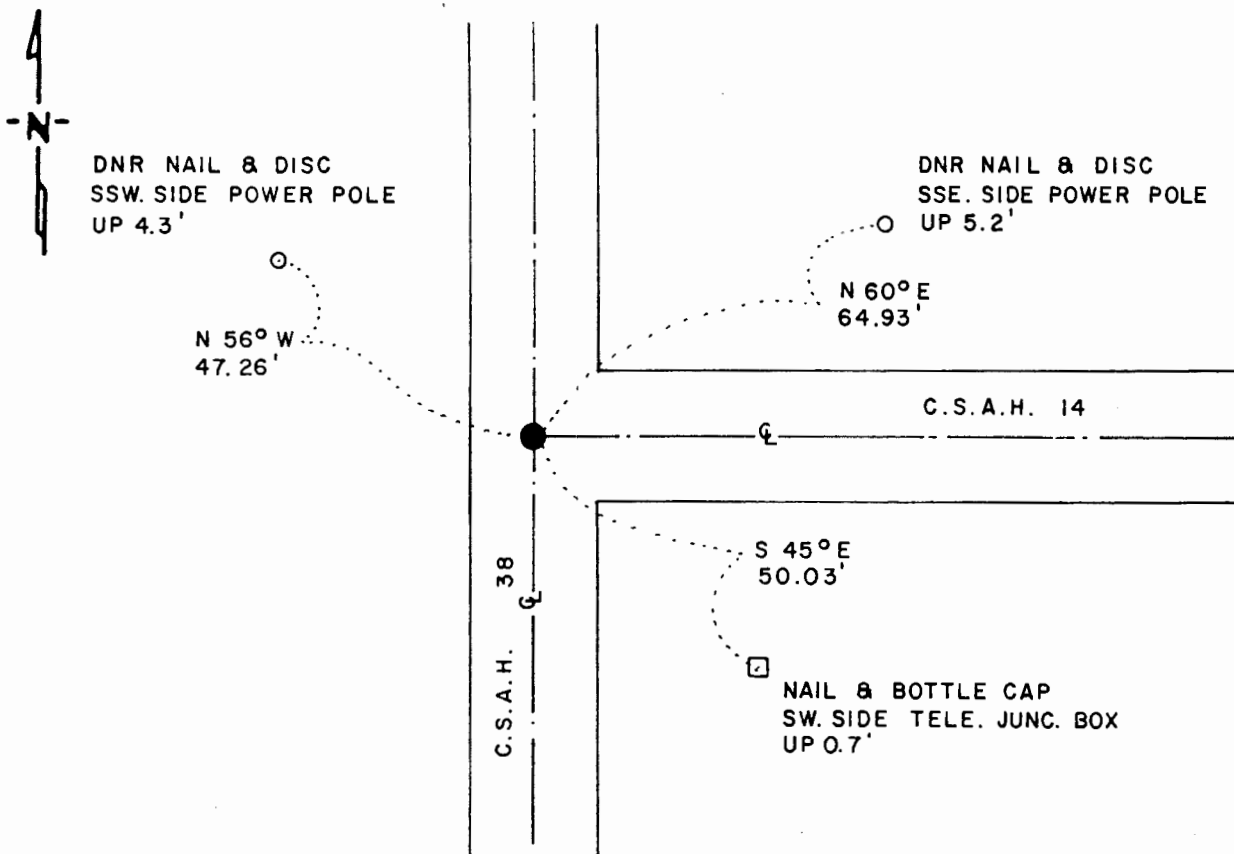 -N-
DNR NAIL & DISC
SSW. SIDE POWER POLE
UP 4.3'
DNR NAIL & DISC
SSE. SIDE POWER POLE
UP 5.2'
N 60° E
64.93'
N 56° W
47.26'
C.S.A.H. 14
℄
S 45° E
50.03'
C.S.A.H. 38
℄
NAIL & BOTTLE CAP
SW. SIDE TELE. JUNC. BOX
UP 0.7'